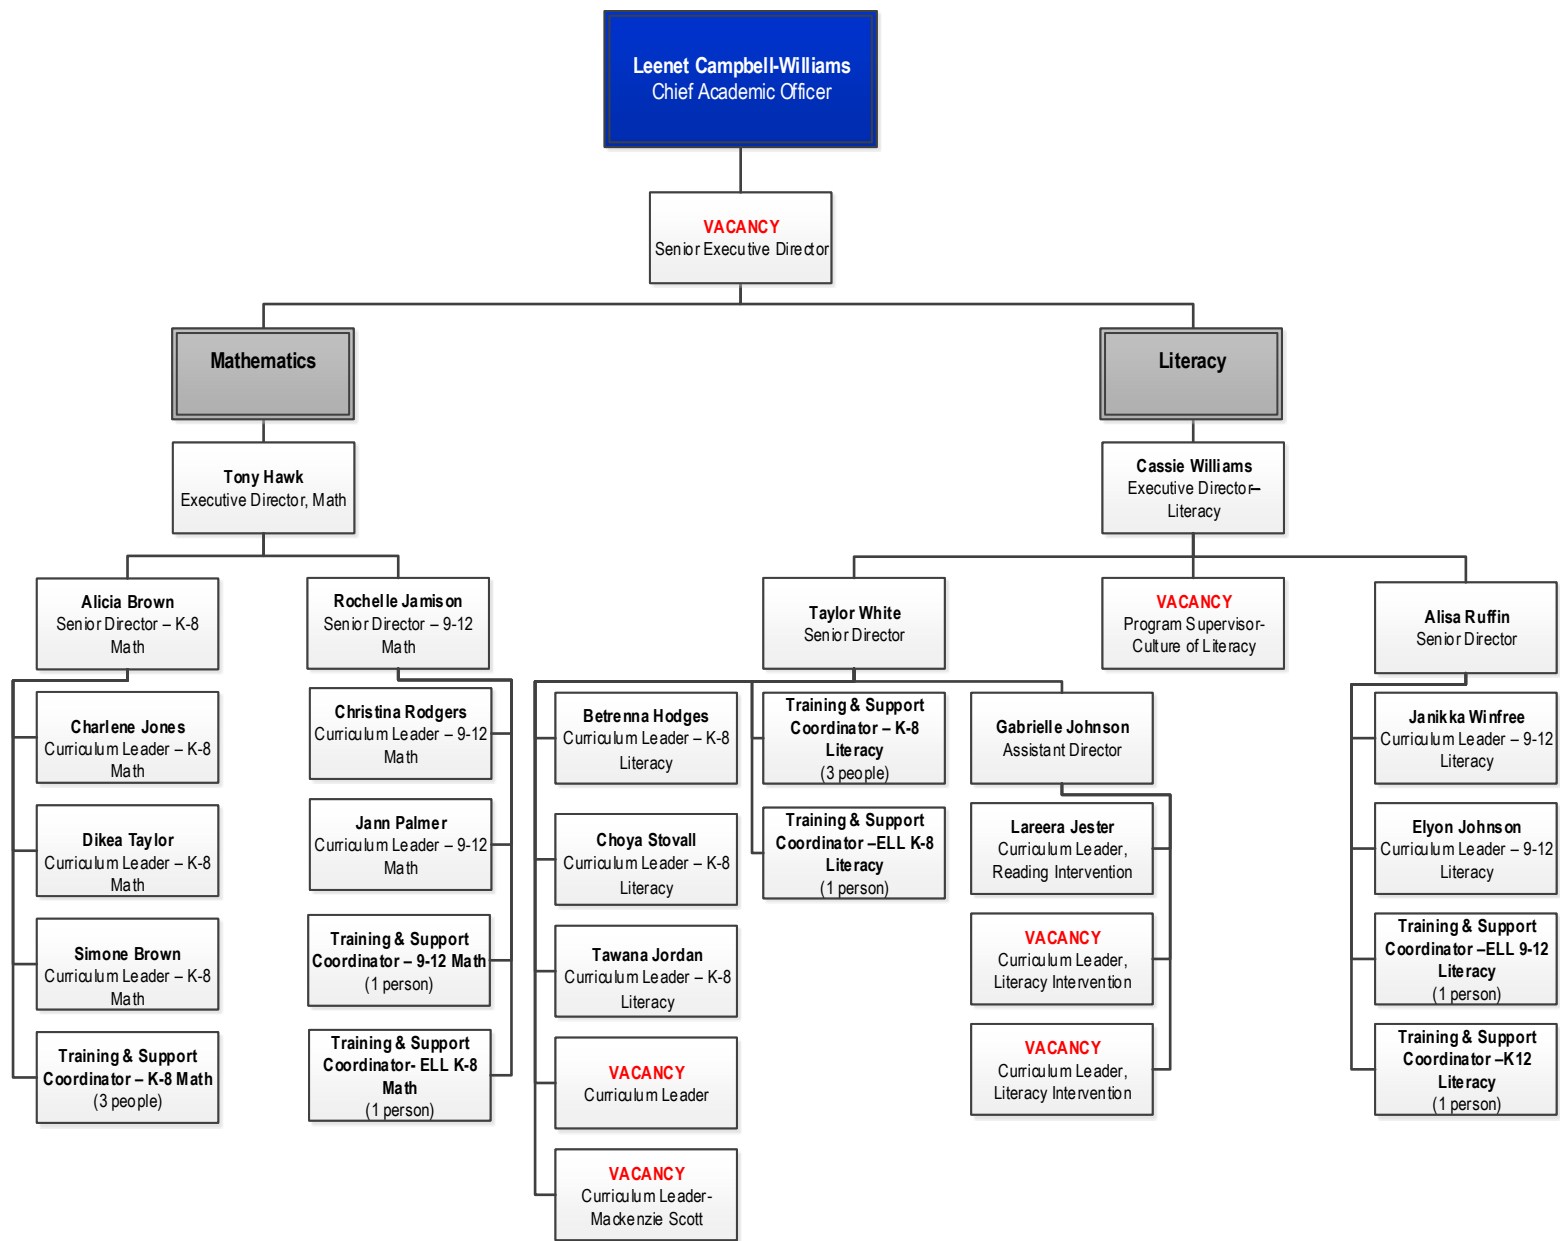 Leenet Campbell-Williams
Chief Academic Officer
VACANCY
Senior Executive Director
Mathematics
Literacy
Tony Hawk
Executive Director, Math
Cassie Williams
Executive Director–
Literacy
Alicia Brown
Senior Director – K-8
Math
Rochelle Jamison
Senior Director – 9-12
Math
Taylor White
Senior Director
VACANCY
Program Supervisor-
Culture of Literacy
Alisa Ruffin
Senior Director
Charlene Jones
Curriculum Leader – K-8
Math
Dikea Taylor
Curriculum Leader – K-8
Math
Simone Brown
Curriculum Leader – K-8
Math
Training & Support
Coordinator – K-8 Math
(3 people)
Christina Rodgers
Curriculum Leader – 9-12
Math
Jann Palmer
Curriculum Leader – 9-12
Math
Training & Support
Coordinator – 9-12 Math
(1 person)
Training & Support
Coordinator- ELL K-8
Math
(1 person)
Betrenna Hodges
Curriculum Leader – K-8
Literacy
Choya Stovall
Curriculum Leader – K-8
Literacy
Tawana Jordan
Curriculum Leader – K-8
Literacy
VACANCY
Curriculum Leader
VACANCY
Curriculum Leader-
Mackenzie Scott
Training & Support
Coordinator – K-8
Literacy
(3 people)
Training & Support
Coordinator –ELL K-8
Literacy
(1 person)
Gabrielle Johnson
Assistant Director
Lareera Jester
Curriculum Leader,
Reading Intervention
VACANCY
Curriculum Leader,
Literacy Intervention
VACANCY
Curriculum Leader,
Literacy Intervention
Janikka Winfree
Curriculum Leader – 9-12
Literacy
Elyon Johnson
Curriculum Leader – 9-12
Literacy
Training & Support
Coordinator –ELL 9-12
Literacy
(1 person)
Training & Support
Coordinator –K12
Literacy
(1 person)